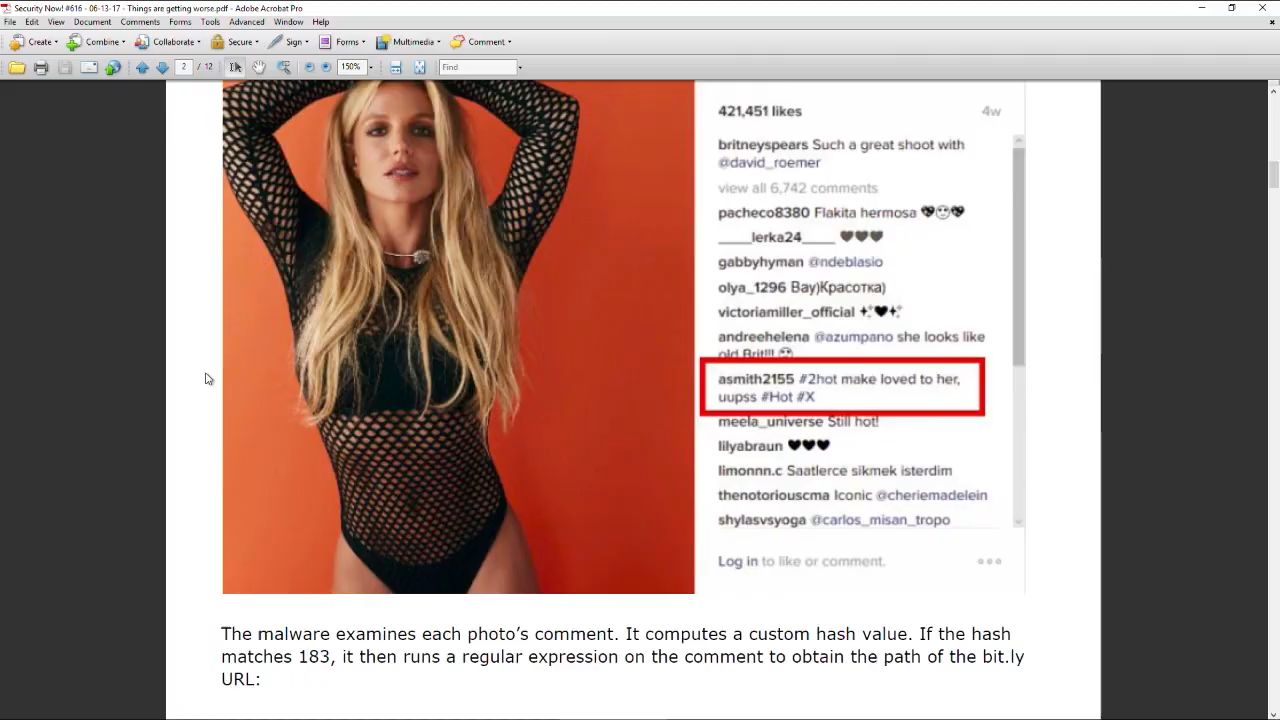 Security Now! #616 - 06-13-17 - Things are getting worse.pdf - Adobe Acrobat Pro
File Edit View Document Comments Forms Tools Advanced Window Help
Create Combine Collaborate Secure Sign Forms Multimedia Comment
2 / 12 150% Find
421,451 likes 4w
britneyspears Such a great shoot with
@david_roemer
view all 6,742 comments
pacheco8380 Flakita hermosa
_____lerka24_____ 🖤🖤🖤
gabbyhyman @ndeblasio
olya_1296 Вау)Красотка)
victoriamiller_official
andreehelena @azumpano she looks like
old Brit!!!
asmith2155 #2hot make loved to her,
uupss #Hot #X
meela_universe Still hot!
lilyabraun 🖤🖤🖤
limonnn.c Saatlerce sikmek isterdim
thenotoriouscma Iconic @cheriemadelein
shylasvsyoga @carlos_misan_tropo
Log in to like or comment.
The malware examines each photo’s comment. It computes a custom hash value. If the hash
matches 183, it then runs a regular expression on the comment to obtain the path of the bit.ly
URL: